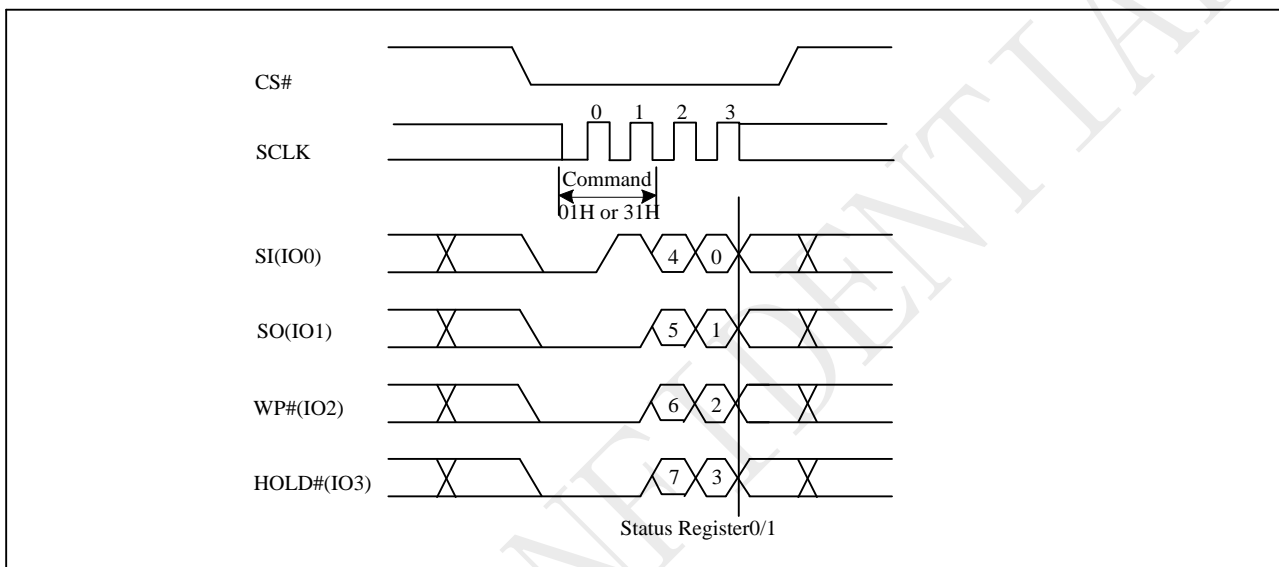 CS#
0 1 2 3
SCLK
Command
01H or 31H
SI(IO0) 4 0
SO(IO1) 5 1
WP#(IO2) 6 2
HOLD#(IO3) 7 3
Status Register0/1
NFIDENTIA